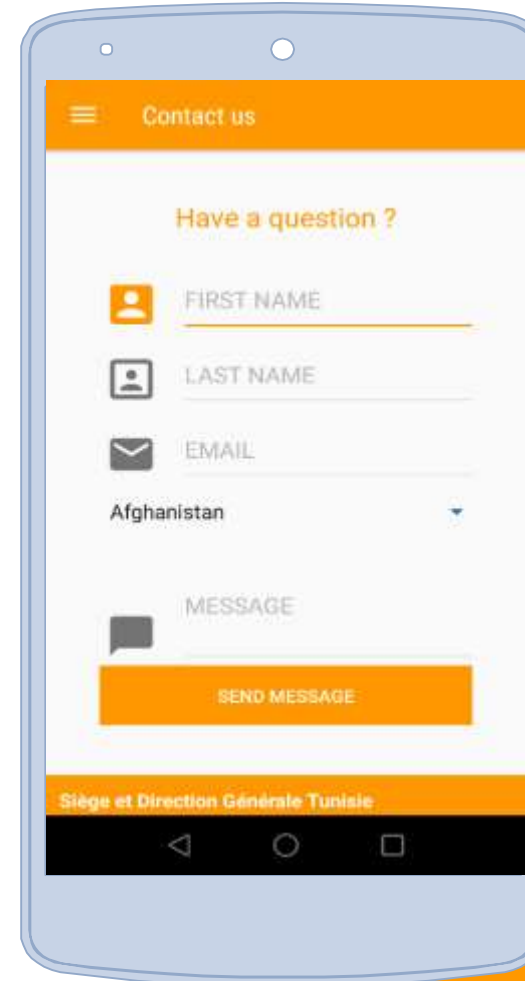 Contact us
Have a question ?
FIRST NAME
LAST NAME
EMAIL
Afghanistan
MESSAGE
SEND MESSAGE
Siège et Direction Générale Tunisie